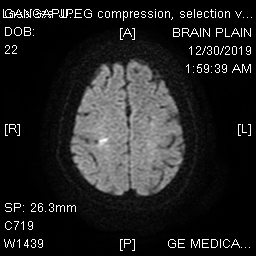 JPEG compression, selection v...
DOB:
[A]
BRAIN PLAIN
22
12/30/2019
1:59:39 AM
[R]
[L]
SP: 26.3mm
C719
W1439
[P]
GE MEDICA...